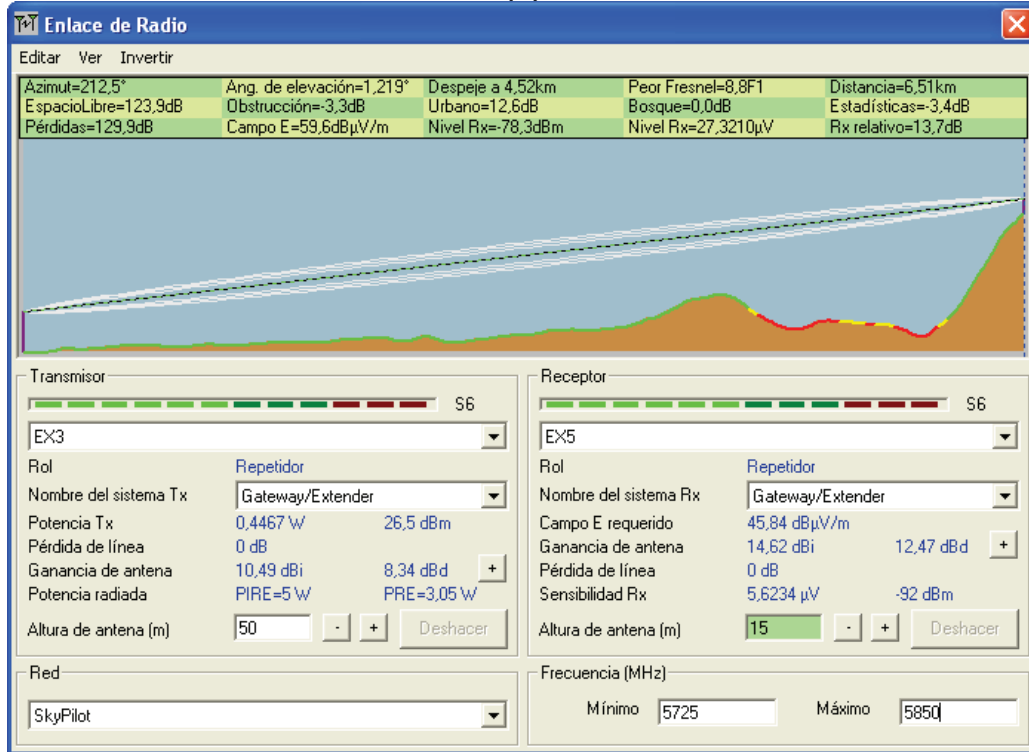 Enlace de Radio
Editar Ver Invertir
Azimut=212,5° Ang. de elevación=1,219° Despeje a 4,52km Peor Fresnel=8,8F1 Distancia=6,51km
EspacioLibre=123,9dB Obstrucción=-3,3dB Urbano=12,6dB Bosque=0,0dB Estadísticas=-3,4dB
Pérdidas=129,9dB Campo E=59,6dBµV/m Nivel Rx=-78,3dBm Nivel Rx=27,3210µV Rx relativo=13,7dB
Transmisor
S6
EX3
Rol Repetidor
Nombre del sistema Tx Gateway/Extender
Potencia Tx 0,4467 W 26,5 dBm
Pérdida de línea 0 dB
Ganancia de antena 10,49 dBi 8,34 dBd +
Potencia radiada PIRE=5 W PRE=3,05 W
Altura de antena (m) 50 - + Deshacer
Receptor
S6
EX5
Rol Repetidor
Nombre del sistema Rx Gateway/Extender
Campo E requerido 45,84 dBµV/m
Ganancia de antena 14,62 dBi 12,47 dBd +
Pérdida de línea 0 dB
Sensibilidad Rx 5,6234 µV -92 dBm
Altura de antena (m) 15 - + Deshacer
Red
SkyPilot
Frecuencia (MHz)
Mínimo 5725 Máximo 5850